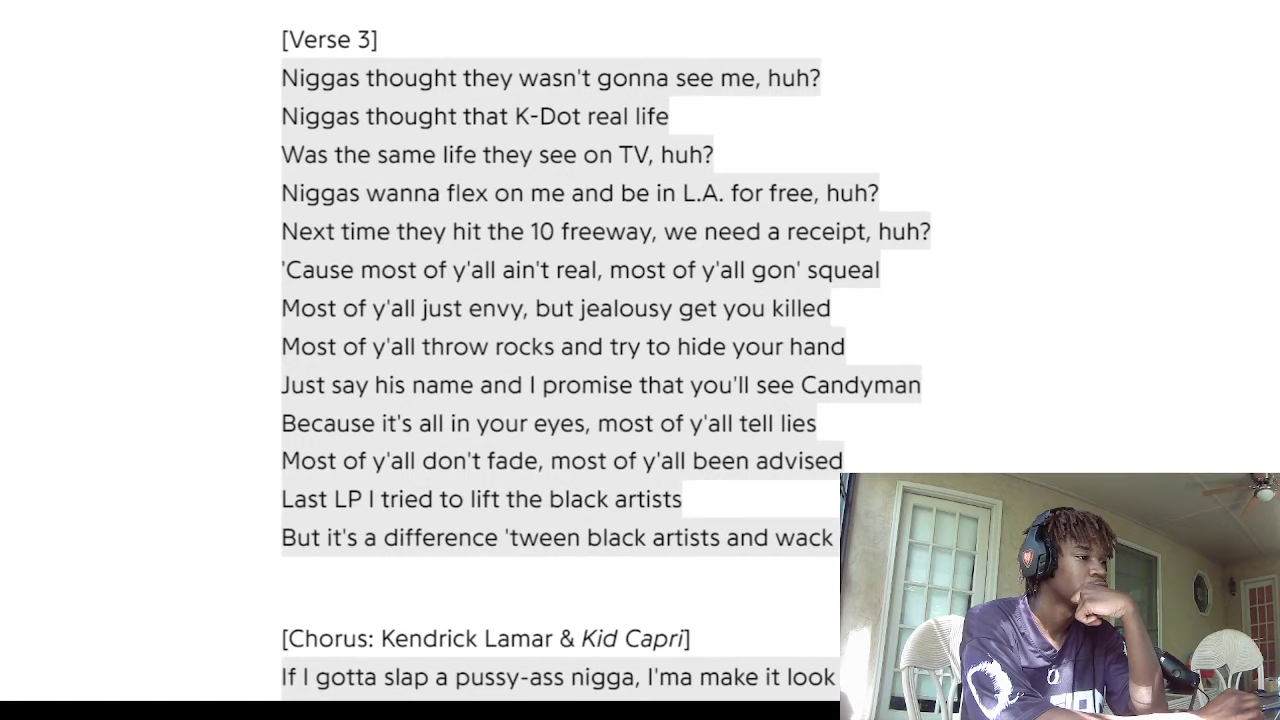 [Verse 3]
Niggas thought they wasn't gonna see me, huh?
Niggas thought that K-Dot real life
Was the same life they see on TV, huh?
Niggas wanna flex on me and be in L.A. for free, huh?
Next time they hit the 10 freeway, we need a receipt, huh?
'Cause most of y'all ain't real, most of y'all gon' squeal
Most of y'all just envy, but jealousy get you killed
Most of y'all throw rocks and try to hide your hand
Just say his name and I promise that you'll see Candyman
Because it's all in your eyes, most of y'all tell lies
Most of y'all don't fade, most of y'all been advised
Last LP I tried to lift the black artists
But it's a difference 'tween black artists and wack
[Chorus: Kendrick Lamar & Kid Capri]
If I gotta slap a pussy-ass nigga, I'ma make it look